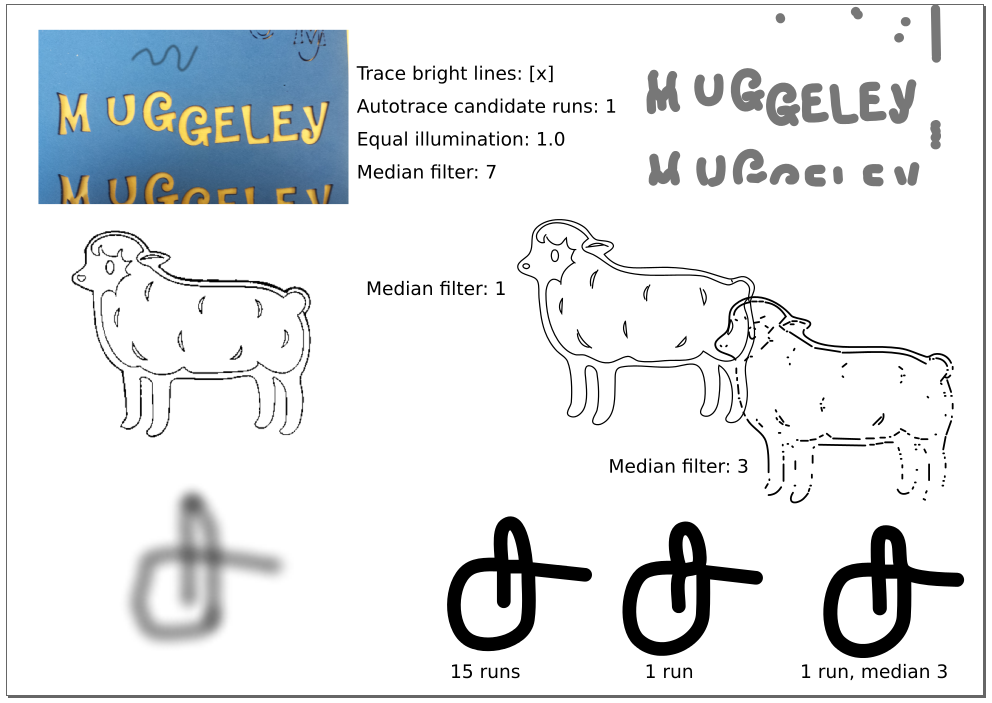 MUGGELEY
MUGGELEY
Trace bright lines: [x]
Autotrace candidate runs: 1
Equal illumination: 1.0
Median filter: 7
MUGGELEY
MUGGELEY
Median filter: 1
Median filter: 3
15 runs
1 run
1 run, median 3